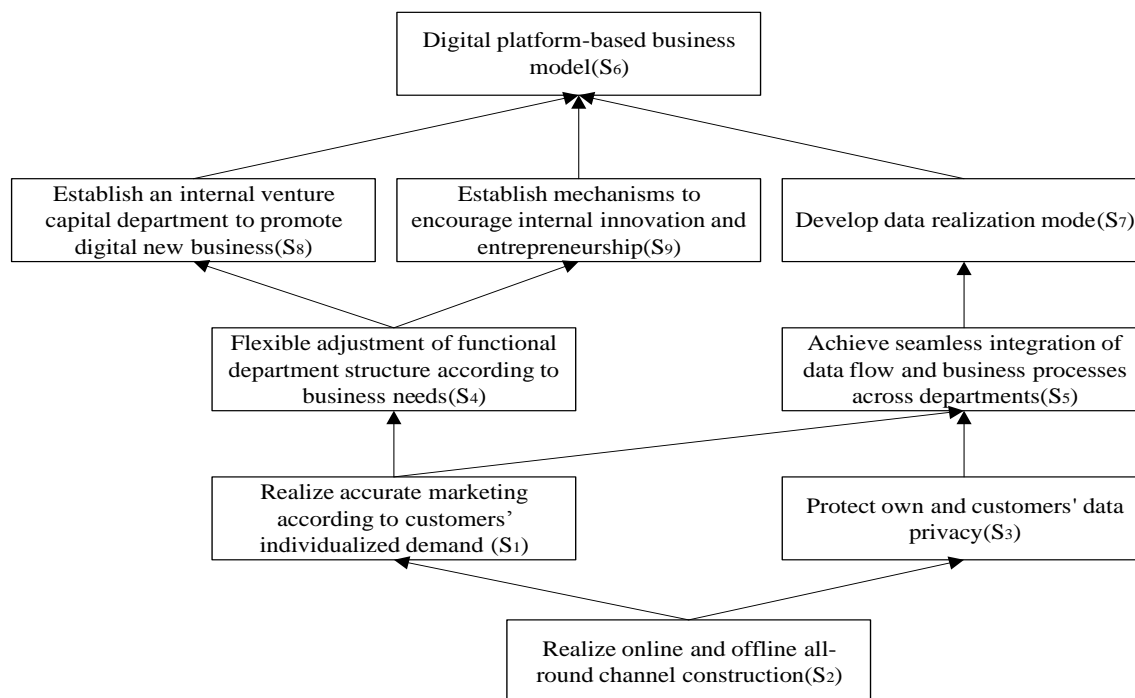 Digital platform-based business
model(S₆)
Establish an internal venture
capital department to promote
digital new business(S₈)
Establish mechanisms to
encourage internal innovation and
entrepreneurship(S₉)
Develop data realization mode(S₇)
Flexible adjustment of functional
department structure according to
business needs(S₄)
Achieve seamless integration of
data flow and business processes
across departments(S₅)
Realize accurate marketing
according to customers’
individualized demand (S₁)
Protect own and customers' data
privacy(S₃)
Realize online and offline all-
round channel construction(S₂)